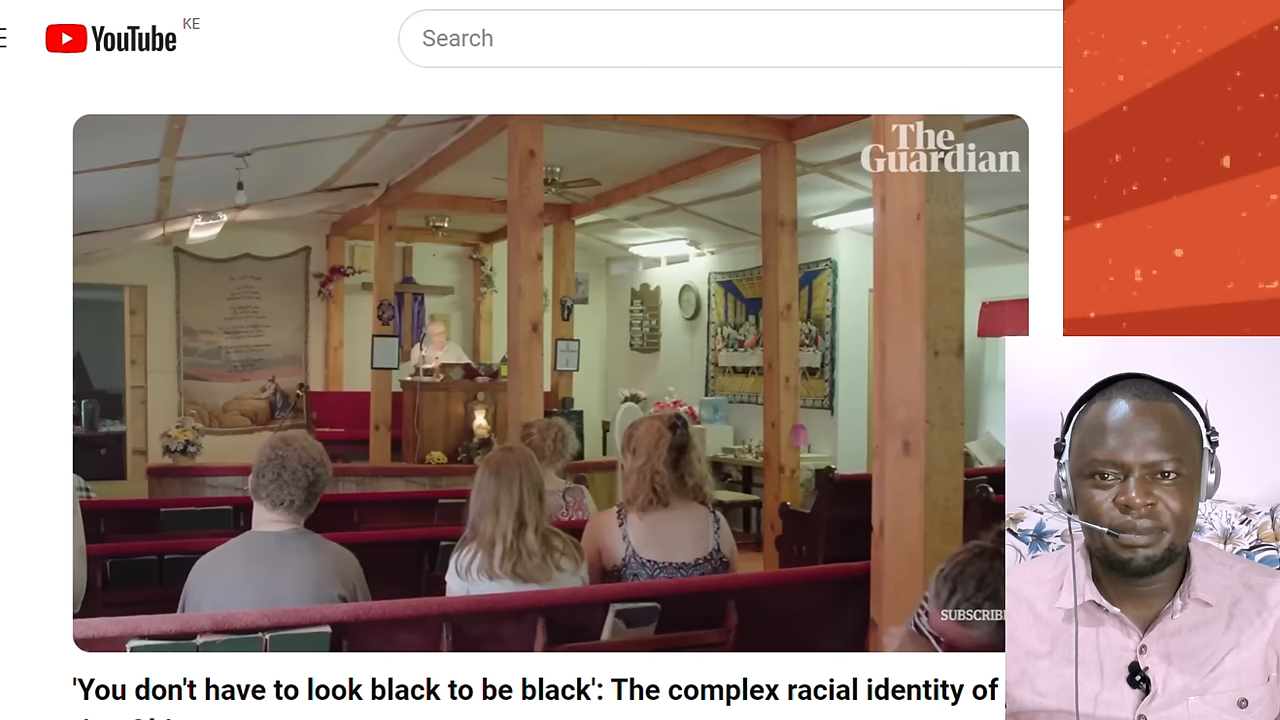 YouTube KE
Search
The
Guardian
SUBSCRIBE
'You don't have to look black to be black': The complex racial identity of